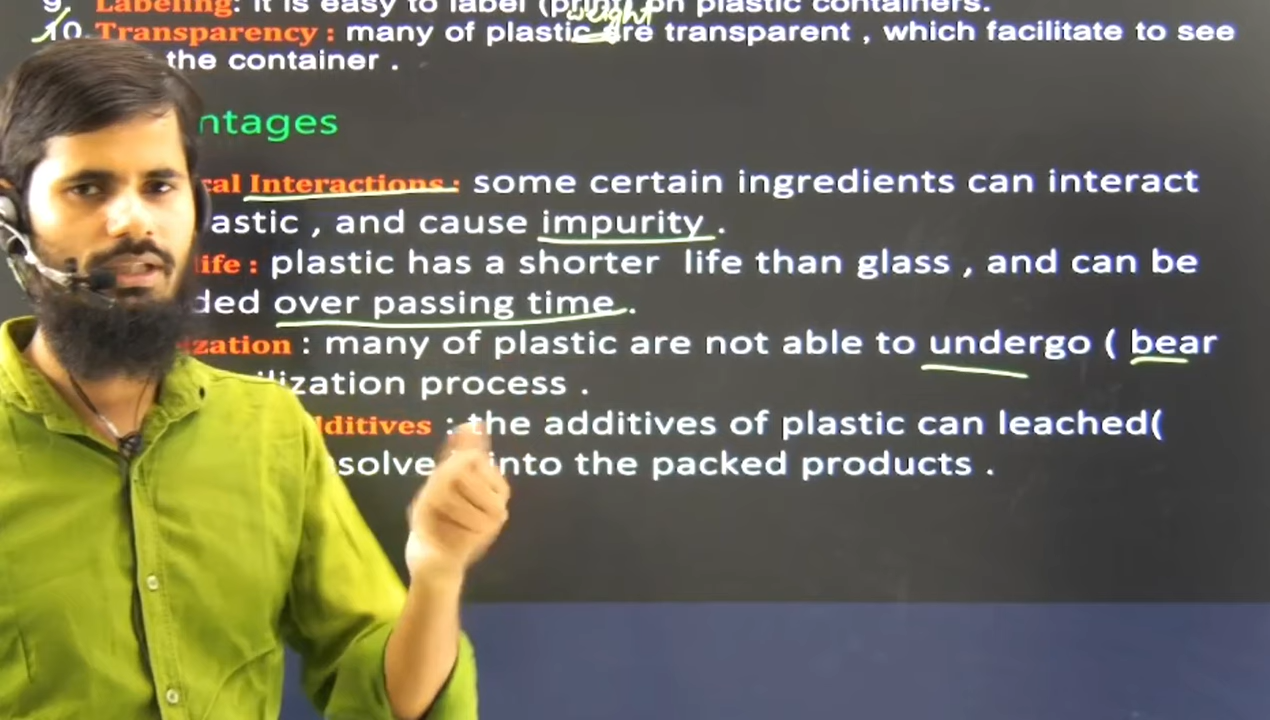 9. Labeling: it is easy to label (print) on plastic containers.
weight
10. Transparency : many of plastic are transparent , which facilitate to see
the container .
ntages
cal Interactions : some certain ingredients can interact
astic , and cause impurity .
life : plastic has a shorter life than glass , and can be
ded over passing time .
ization : many of plastic are not able to undergo ( bear
ilization process .
dditives : the additives of plastic can leached(
solve into the packed products .